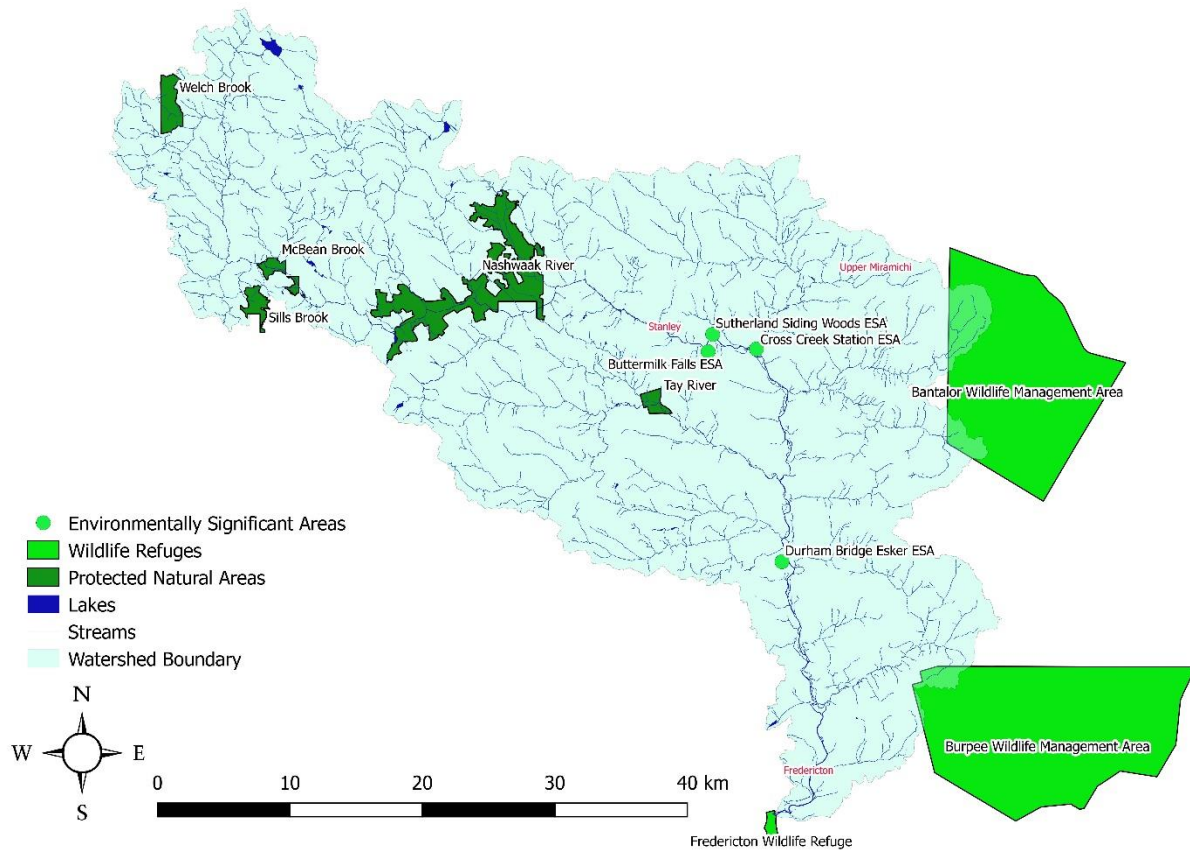 Welch Brook
McBean Brook
Nashwaak River
Upper Miramichi
Sills Brook
Stanley
Sutherland Siding Woods ESA
Cross Creek Station ESA
Buttermilk Falls ESA
Tay River
Bantalor Wildlife Management Area
Environmentally Significant Areas
Wildlife Refuges
Durham Bridge Esker ESA
Protected Natural Areas
Lakes
Streams
Watershed Boundary
N
W
E
S
Burpee Wildlife Management Area
Fredericton
0 10 20 30 40 km
Fredericton Wildlife Refuge